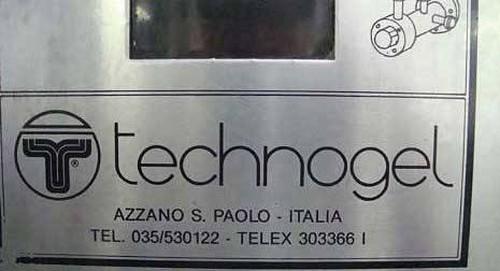 technogel
AZZANO S. PAOLO - ITALIA
TEL. 035/530122 - TELEX 303366 I